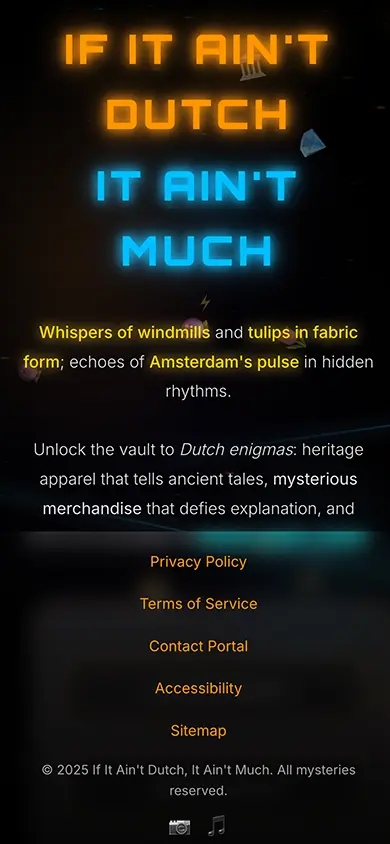 IF IT AIN'T
DUTCH
IT AIN'T
MUCH
Whispers of windmills and tulips in fabric
form; echoes of Amsterdam's pulse in hidden
rhythms.
Unlock the vault to Dutch enigmas: heritage
apparel that tells ancient tales, mysterious
merchandise that defies explanation, and
Privacy Policy
Terms of Service
Contact Portal
Accessibility
Sitemap
© 2025 If It Ain't Dutch, It Ain't Much. All mysteries
reserved.